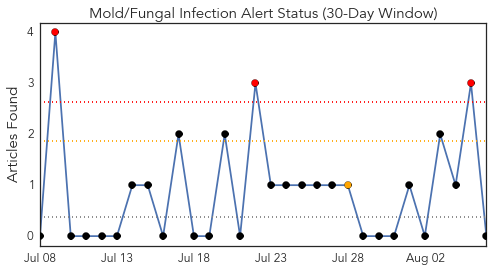 Mold/Fungal Infection Alert Status (30-Day Window)
Articles Found
4
3
2
1
0
Jul 08 Jul 13 Jul 18 Jul 23 Jul 28 Aug 02